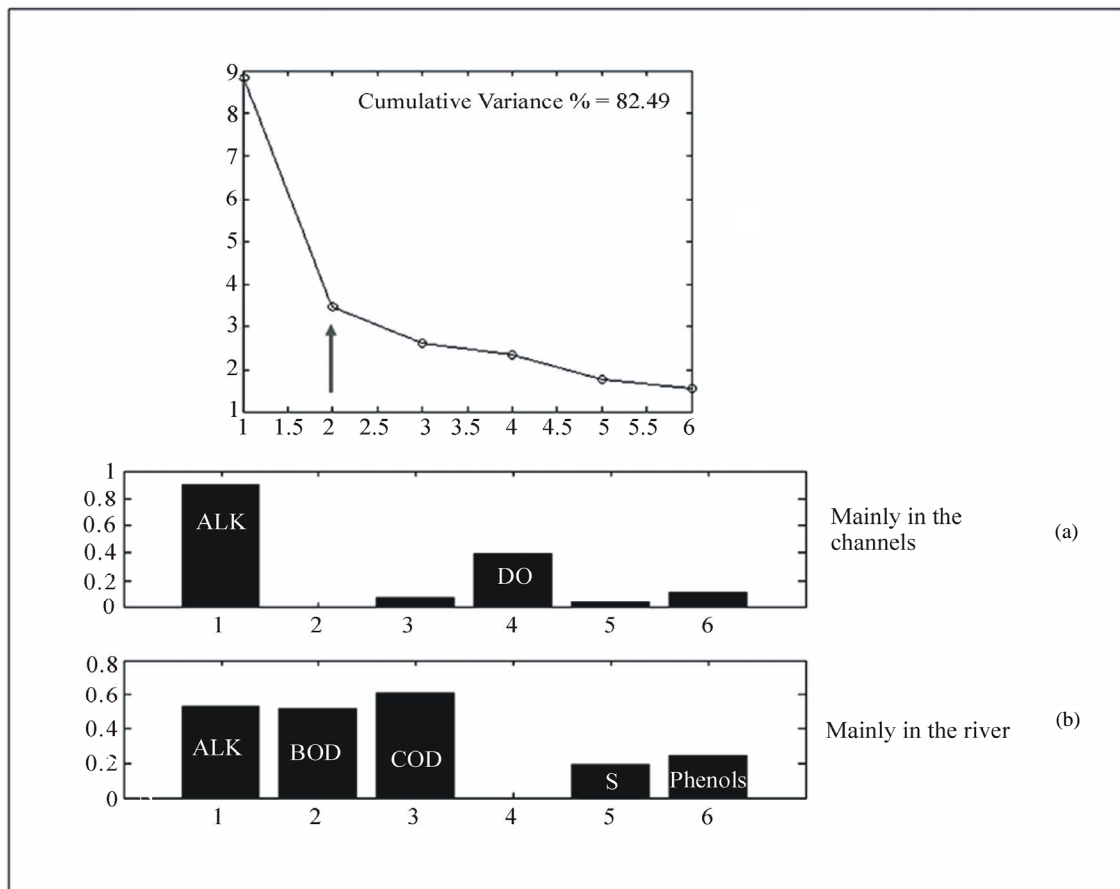 Cumulative Variance % = 82.49
9
8
7
6
5
4
3
2
1
1 1.5 2 2.5 3 3.5 4 4.5 5 5.5 6
1
0.8
0.6
0.4
0.2
0
ALK
DO
1 2 3 4 5 6
Mainly in the
channels
(a)
0.8
0.6
0.4
0.2
0
ALK BOD COD S Phenols
1 2 3 4 5 6
Mainly in the river
(b)